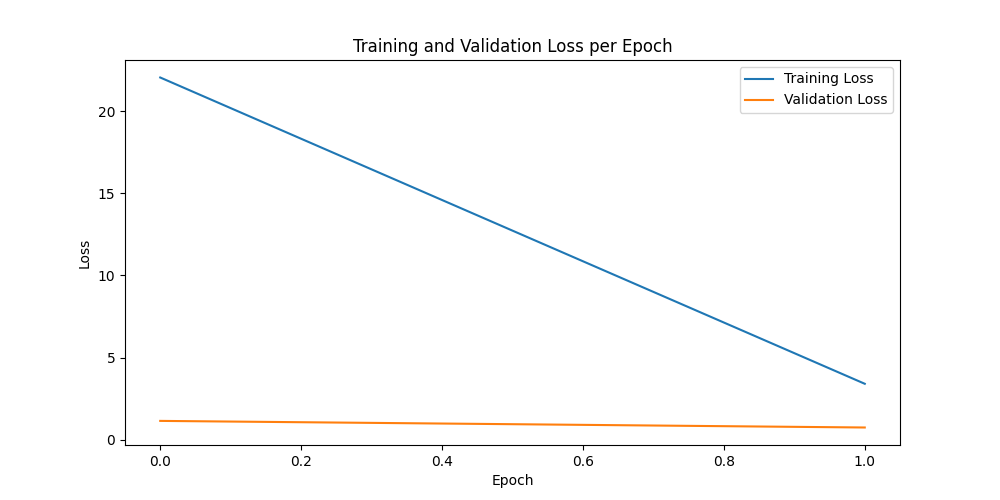 Training and Validation Loss per Epoch
Training Loss
Validation Loss
Loss
20
15
10
5
0
0.0 0.2 0.4 0.6 0.8 1.0
Epoch